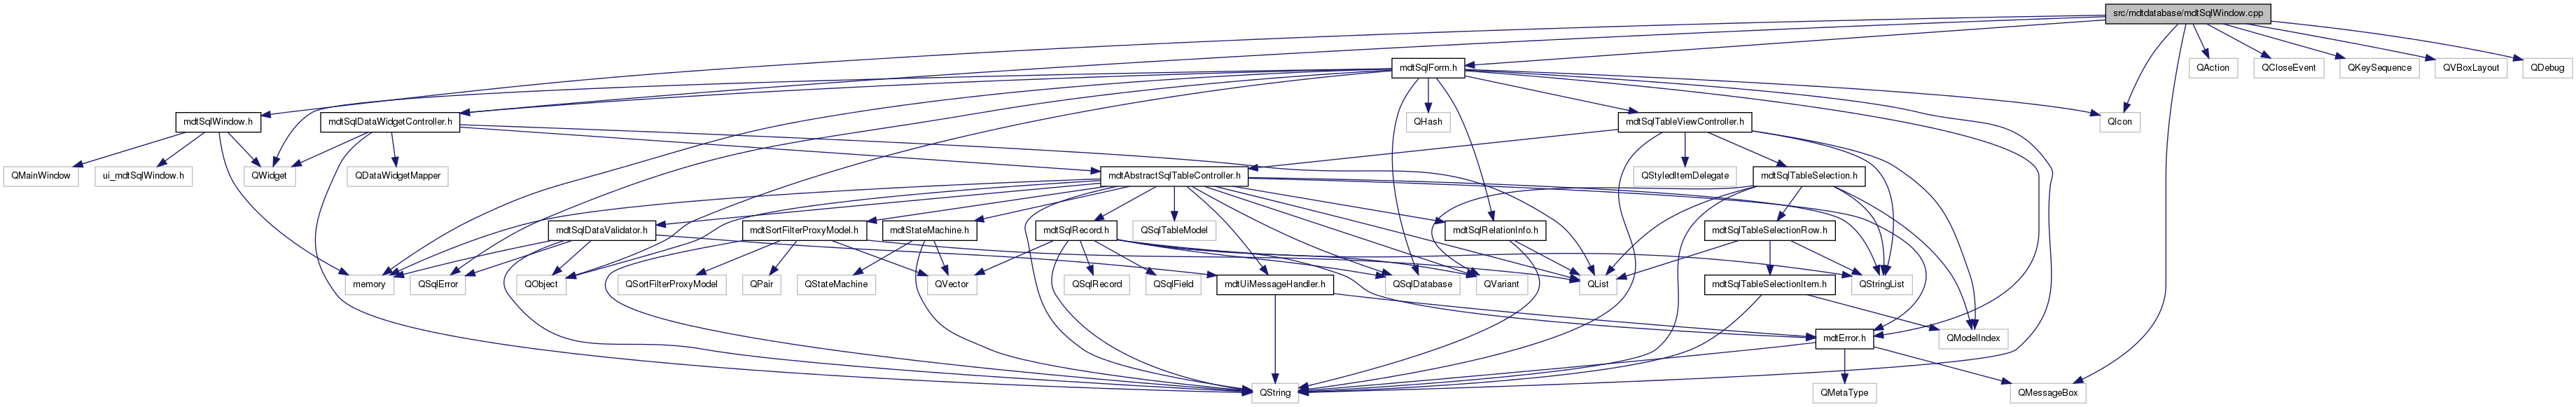 src/mdtdatabase/mdtSqlWindow.cpp
mdtSqlForm.h
QAction
QCloseEvent
QKeySequence
QVBoxLayout
QDebug
mdtSqlWindow.h
mdtSqlDataWidgetController.h
QHash
mdtSqlTableViewController.h
QIcon
QMainWindow
ui_mdtSqlWindow.h
QWidget
QDataWidgetMapper
mdtAbstractSqlTableController.h
QStyledItemDelegate
mdtSqlTableSelection.h
mdtSqlDataValidator.h
mdtSortFilterProxyModel.h
mdtStateMachine.h
mdtSqlRecord.h
QSqlTableModel
mdtSqlRelationInfo.h
mdtSqlTableSelectionRow.h
memory
QSqlError
QObject
QSortFilterProxyModel
QPair
QStateMachine
QVector
QSqlRecord
QSqlField
mdtUiMessageHandler.h
QSqlDatabase
QVariant
QList
mdtSqlTableSelectionItem.h
QStringList
mdtError.h
QModelIndex
QString
QMetaType
QMessageBox